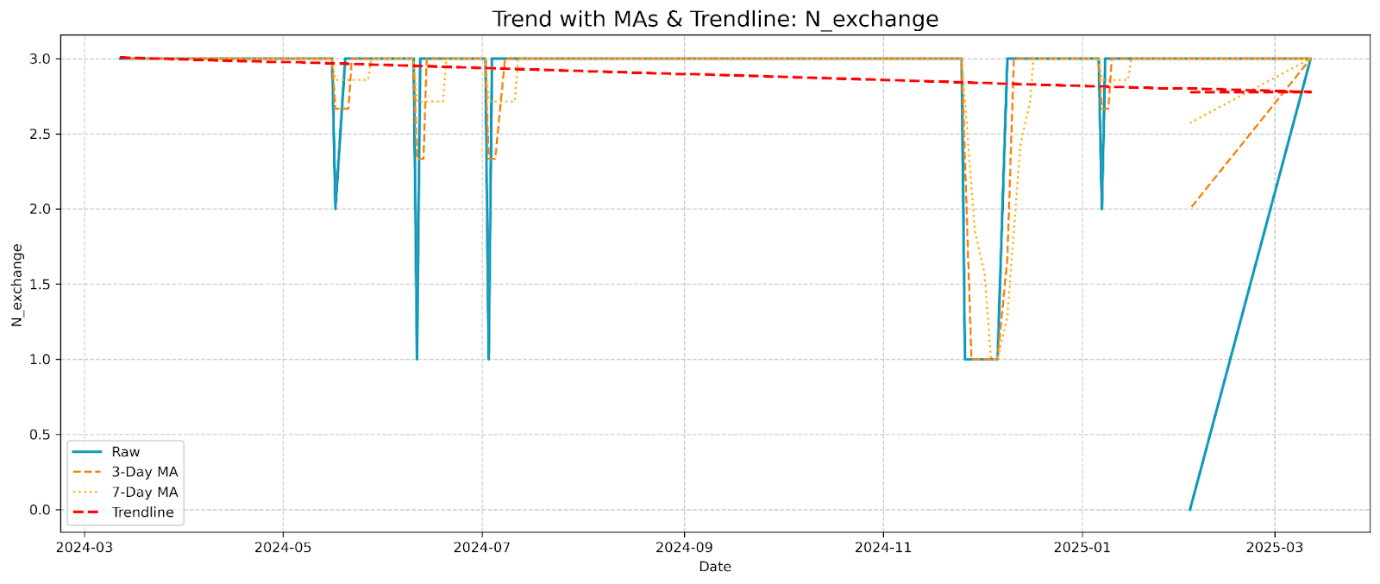 Trend with MAs & Trendline: N_exchange
N_exchange
3.0
2.5
2.0
1.5
1.0
0.5
0.0
Raw
3-Day MA
7-Day MA
Trendline
2024-03
2024-05
2024-07
2024-09
2024-11
2025-01
2025-03
Date